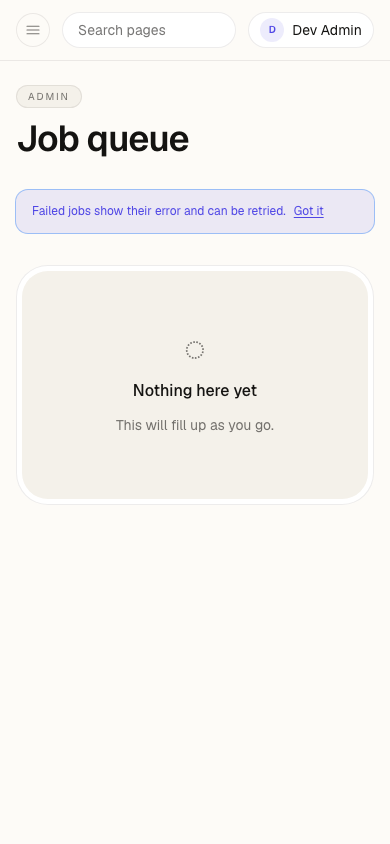 Search pages
D
Dev Admin
ADMIN
Job queue
Failed jobs show their error and can be retried. Got it
Nothing here yet
This will fill up as you go.